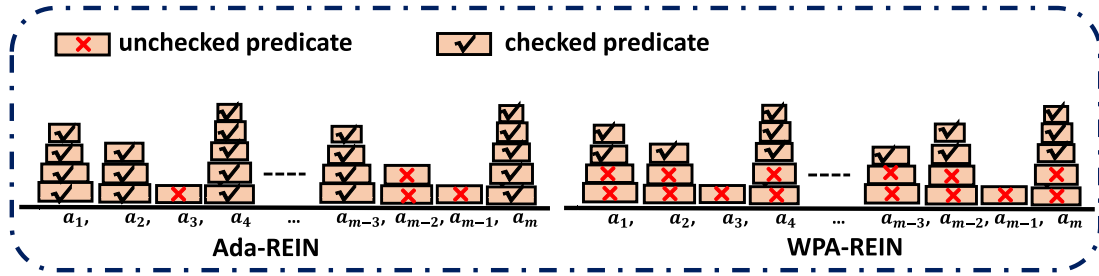 unchecked predicate checked predicate
a₁, a₂, a₃, a₄ ... aₘ₋₃, aₘ₋₂, aₘ₋₁, aₘ
a₁, a₂, a₃, a₄ ... aₘ₋₃, aₘ₋₂, aₘ₋₁, aₘ
Ada-REIN WPA-REIN